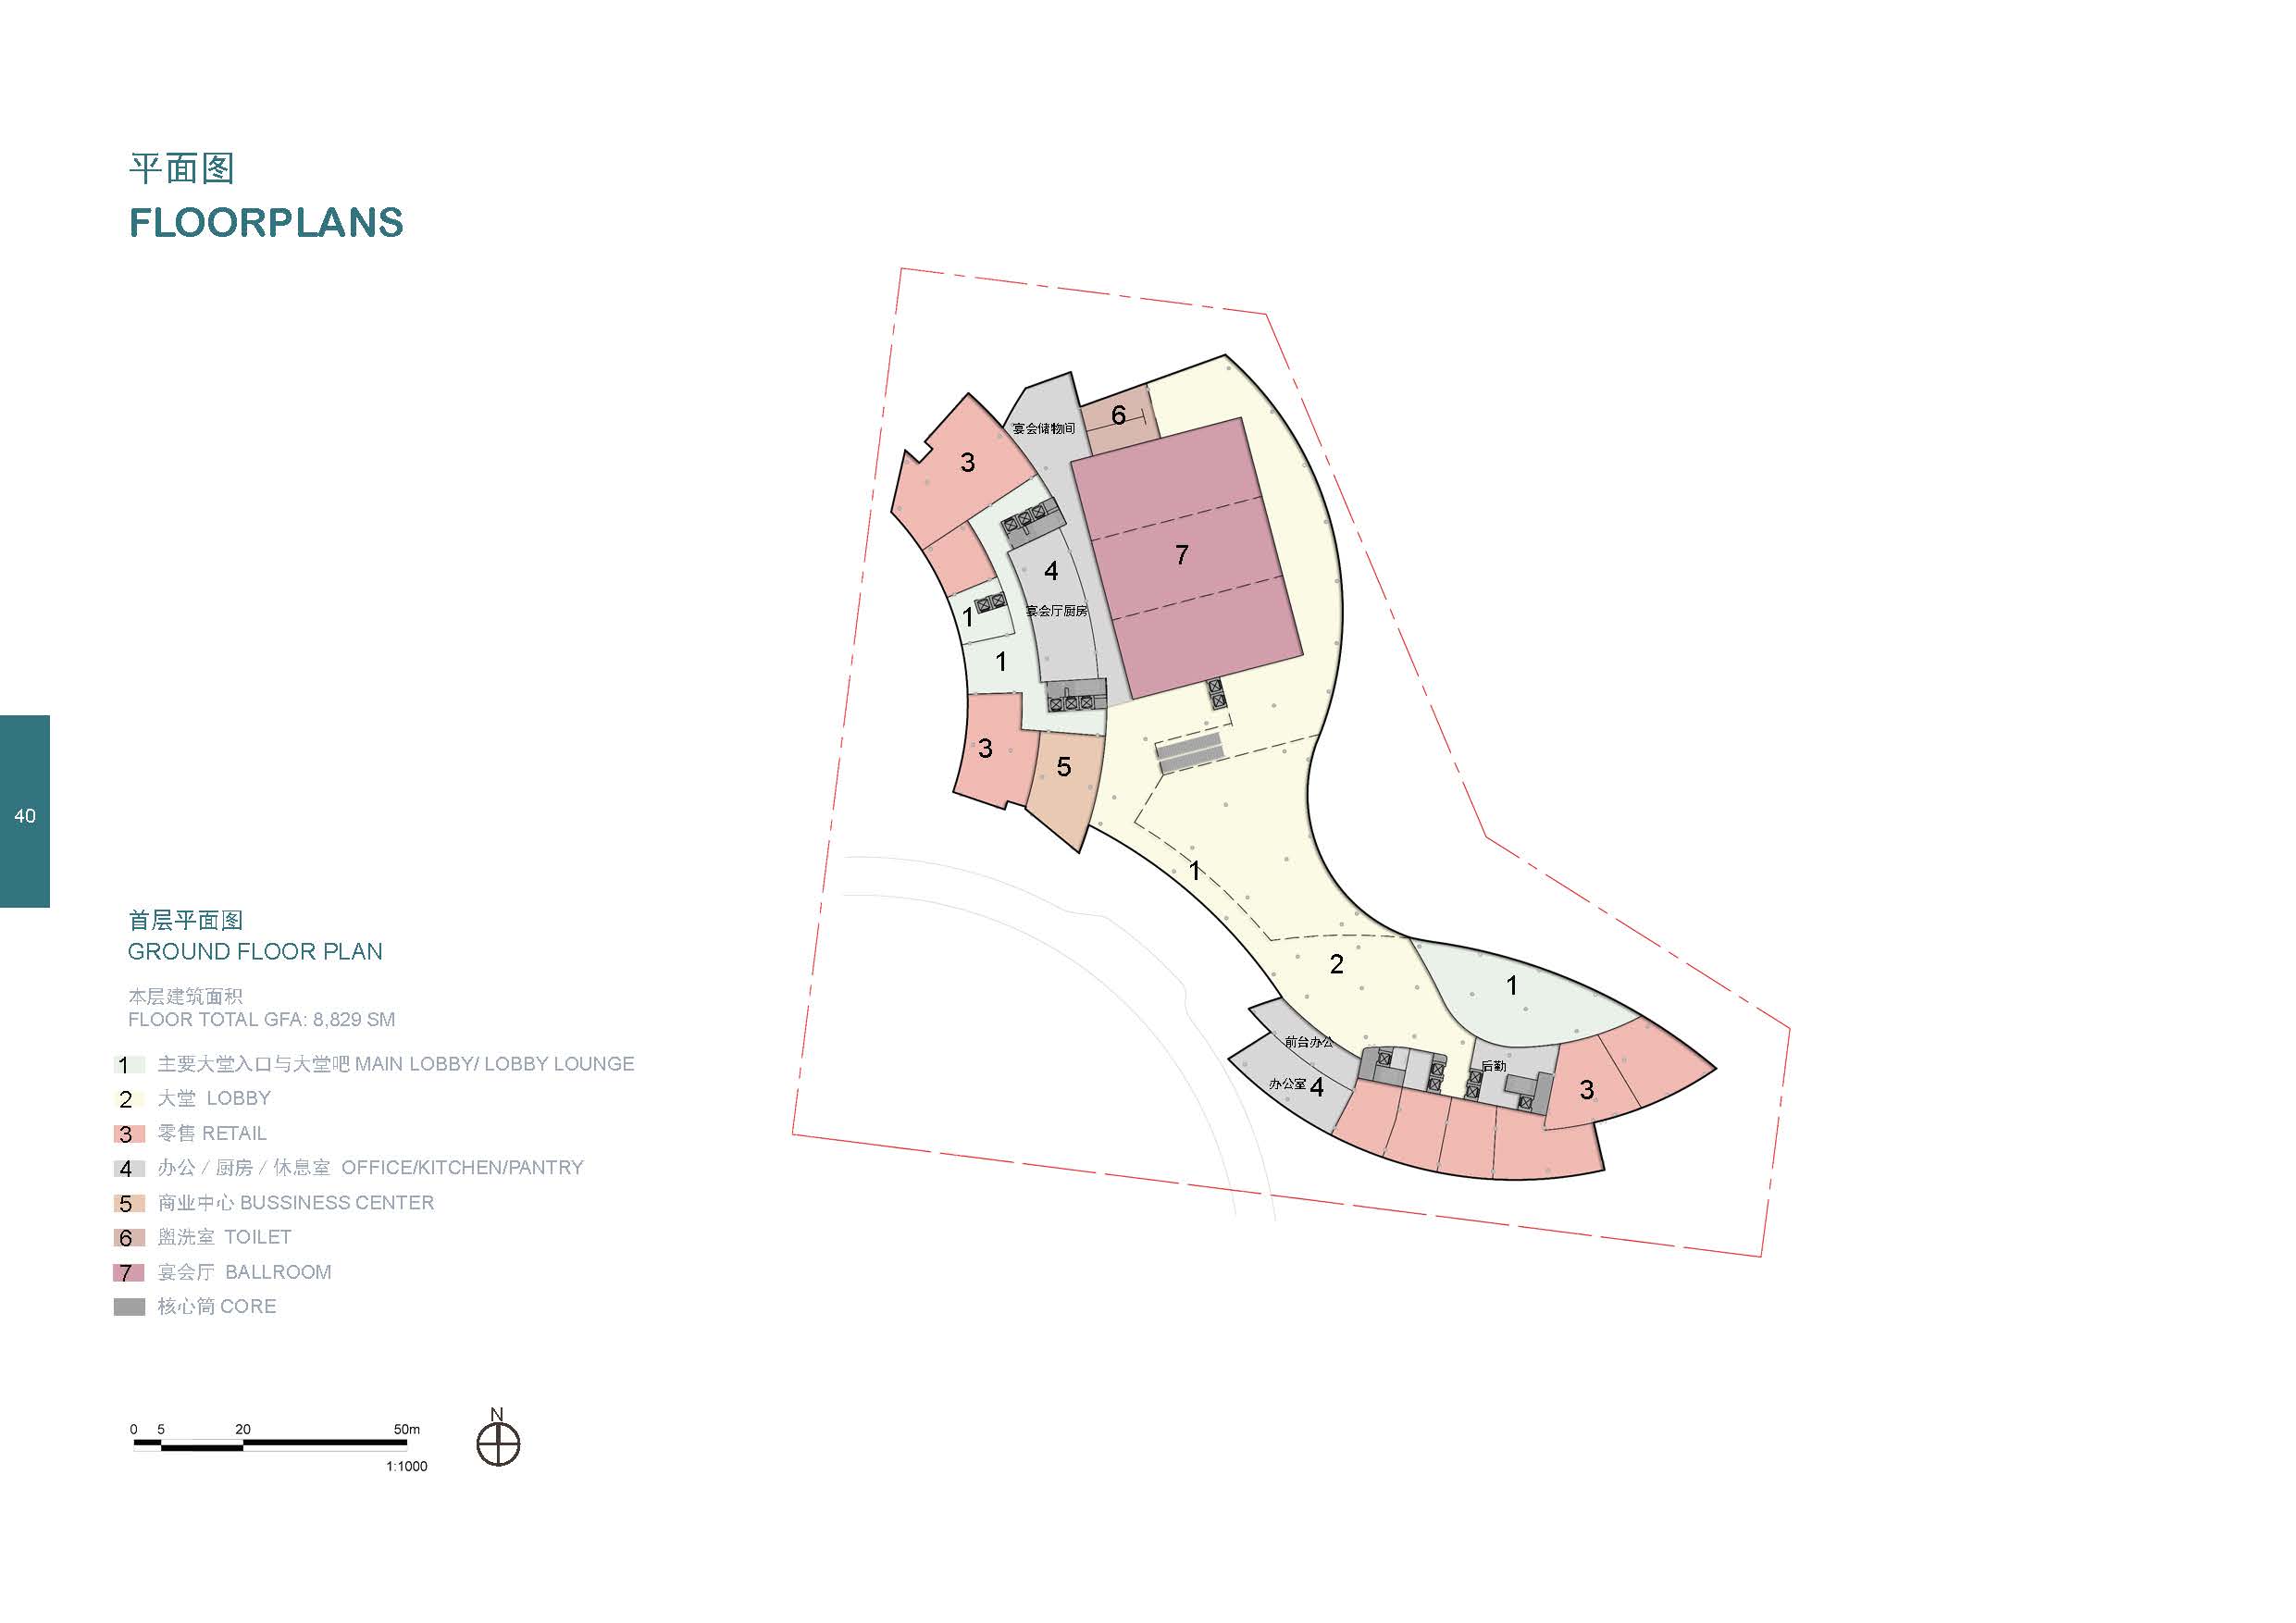 平面图
FLOORPLANS
40
首层平面图
GROUND FLOOR PLAN
本层建筑面积
FLOOR TOTAL GFA: 8,829 SM
1 主要大堂入口与大堂吧 MAIN LOBBY/ LOBBY LOUNGE
2 大堂 LOBBY
3 零售 RETAIL
4 办公 / 厨房 / 休息室 OFFICE/KITCHEN/PANTRY
5 商业中心 BUSSINESS CENTER
6 盥洗室 TOILET
7 宴会厅 BALLROOM
核心筒 CORE
0 5 20 50m
1:1000
N
6
宴会储物间
3
7
4
宴会厅厨房
1
1
3
5
1
2
1
前台办公
后勤
办公室 4
3